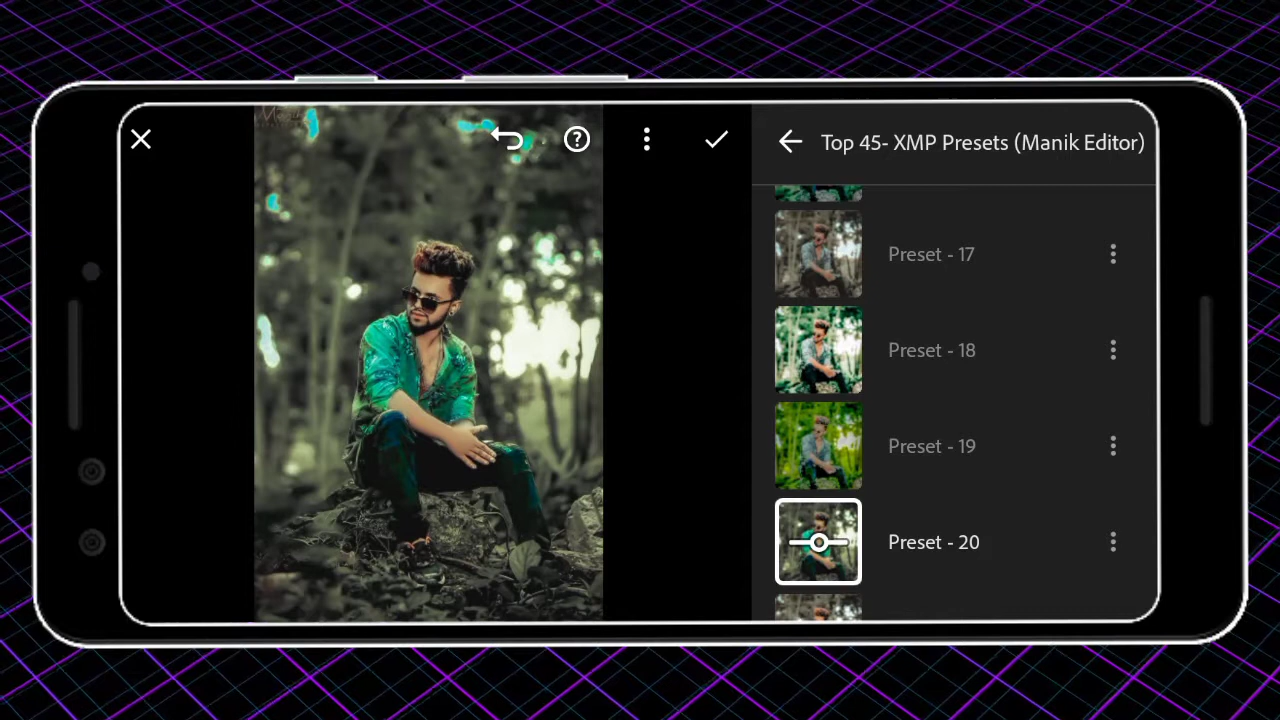 Top 45- XMP Presets (Manik Editor)
Preset - 17
Preset - 18
Preset - 19
Preset - 20